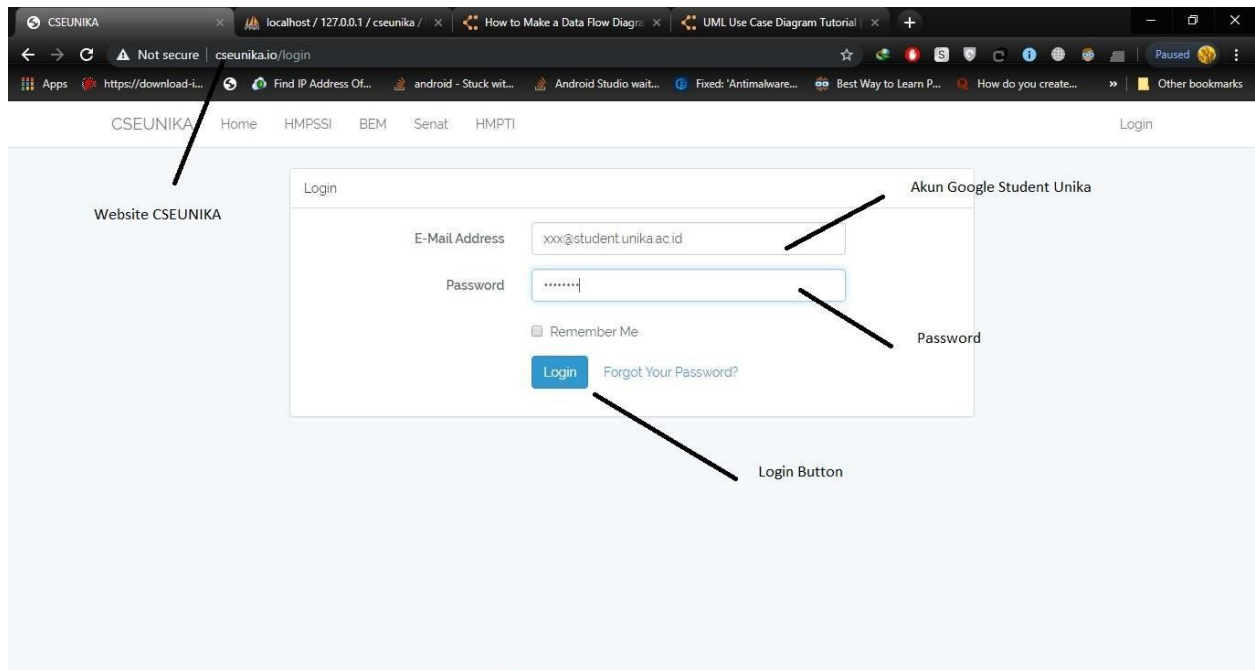 CSEUNIKA
localhost / 127.0.0.1 / cseunika /
How to Make a Data Flow Diagra
UML Use Case Diagram Tutorial
Not secure | cseunika.io/login
Paused
Apps
https://download-i...
Find IP Address Of...
android - Stuck wit...
Android Studio wait...
Fixed: 'Antimalware...
Best Way to Learn P...
How do you create...
»
Other bookmarks
CSEUNIKA Home HMPSSI BEM Senat HMPTI Login
Website CSEUNIKA
Login
Akun Google Student Unika
E-Mail Address xxx@student.unika.ac.id
Password ••••••••
Remember Me
Password
Login Forgot Your Password?
Login Button